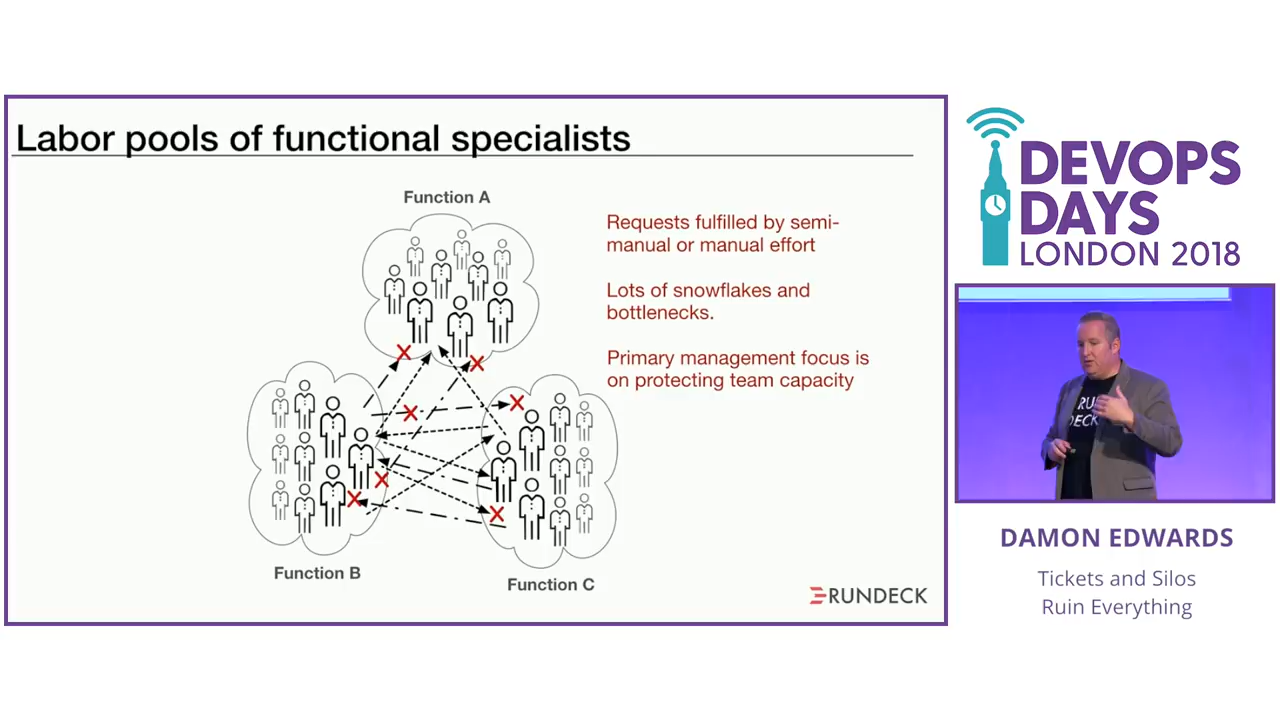 Labor pools of functional specialists
Function A
Function B
Function C
Requests fulfilled by semi-
manual or manual effort
Lots of snowflakes and
bottlenecks.
Primary management focus is
on protecting team capacity
RUNDECK
DEVOPS
DAYS
LONDON 2018
RU
DECK
DAMON EDWARDS
Tickets and Silos
Ruin Everything